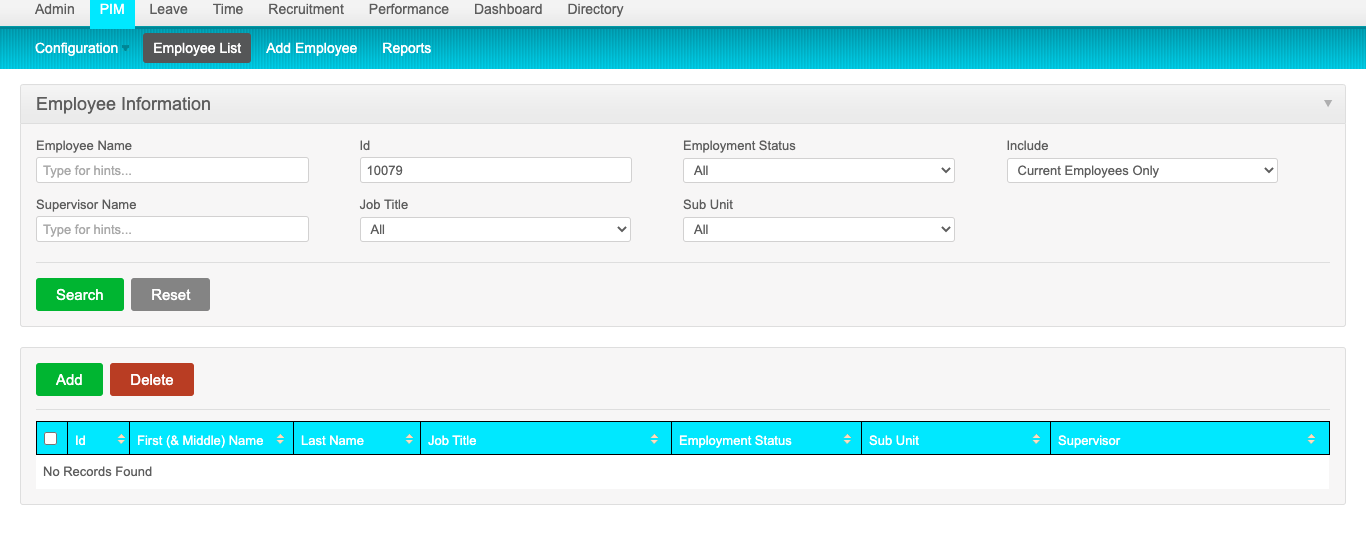 Admin PIM Leave Time Recruitment Performance Dashboard Directory
Configuration Employee List Add Employee Reports
Employee Information
Employee Name Id Employment Status Include
Type for hints... 10079 All Current Employees Only
Supervisor Name Job Title Sub Unit
Type for hints... All All
Search Reset
Add Delete
Id First (& Middle) Name Last Name Job Title Employment Status Sub Unit Supervisor
No Records Found